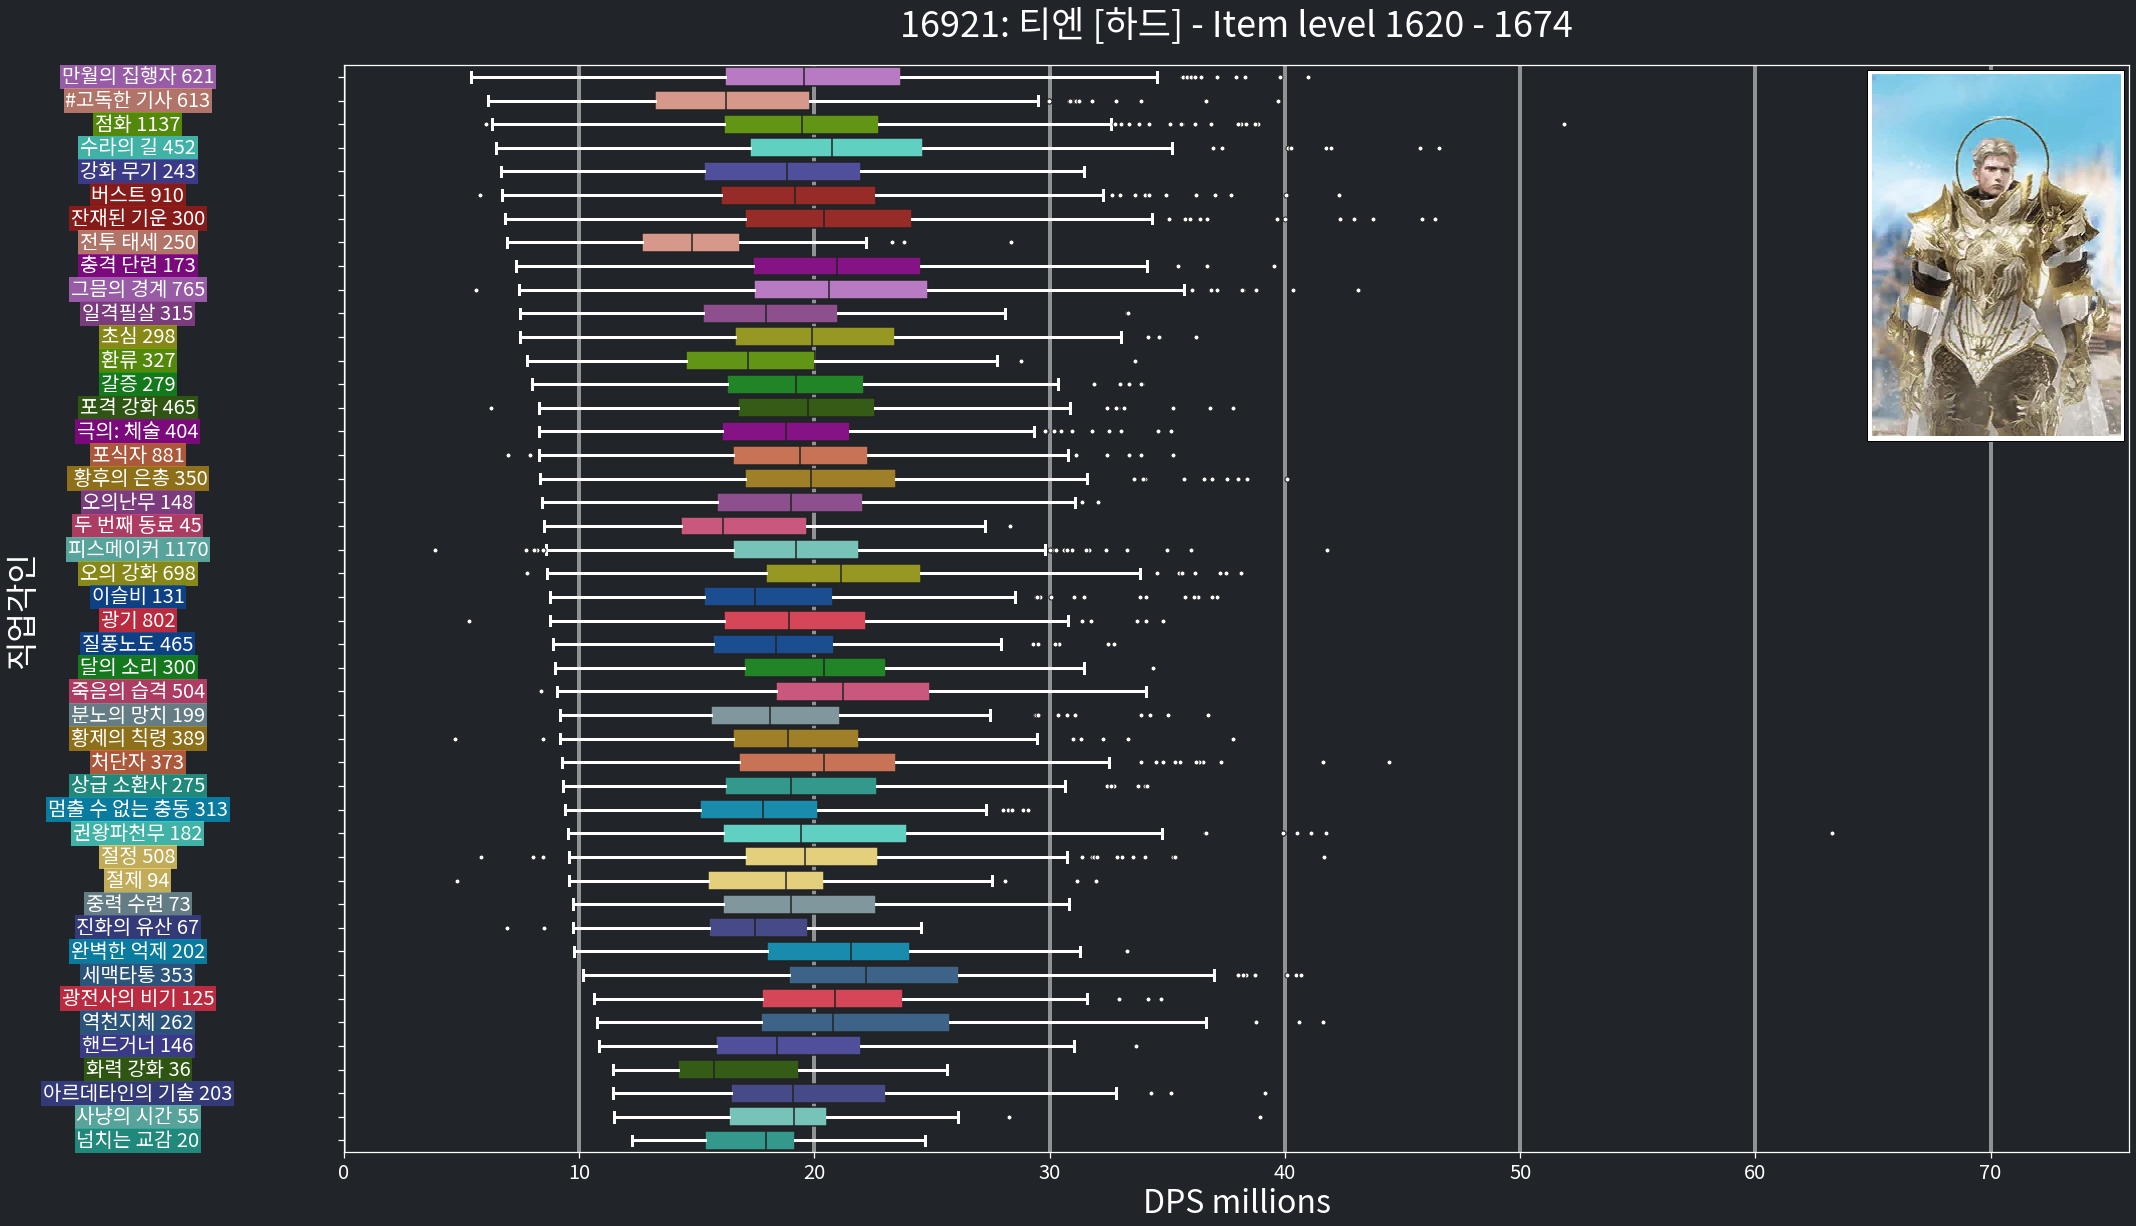 16921: 티엔 [하드] - Item level 1620 - 1674
만월의 집행자 621
#고독한 기사 613
점화 1137
수라의 길 452
강화 무기 243
버스트 910
잔재된 기운 300
전투 태세 250
충격 단련 173
그믐의 경계 765
일격필살 315
초심 298
환류 327
갈증 279
포격 강화 465
극의: 체술 404
포식자 881
황후의 은총 350
오의난무 148
두 번째 동료 45
피스메이커 1170
오의 강화 698
이슬비 131
광기 802
질풍노도 465
달의 소리 300
죽음의 습격 504
분노의 망치 199
황제의 칙령 389
처단자 373
상급 소환사 275
멈출 수 없는 충동 313
권왕파천무 182
절정 508
절제 94
중력 수련 73
진화의 유산 67
완벽한 억제 202
세맥타통 353
광전사의 비기 125
역천지체 262
핸드거너 146
화력 강화 36
아르데타인의 기술 203
사냥의 시간 55
넘치는 교감 20
직업각인
0 10 20 30 40 50 60 70
DPS millions